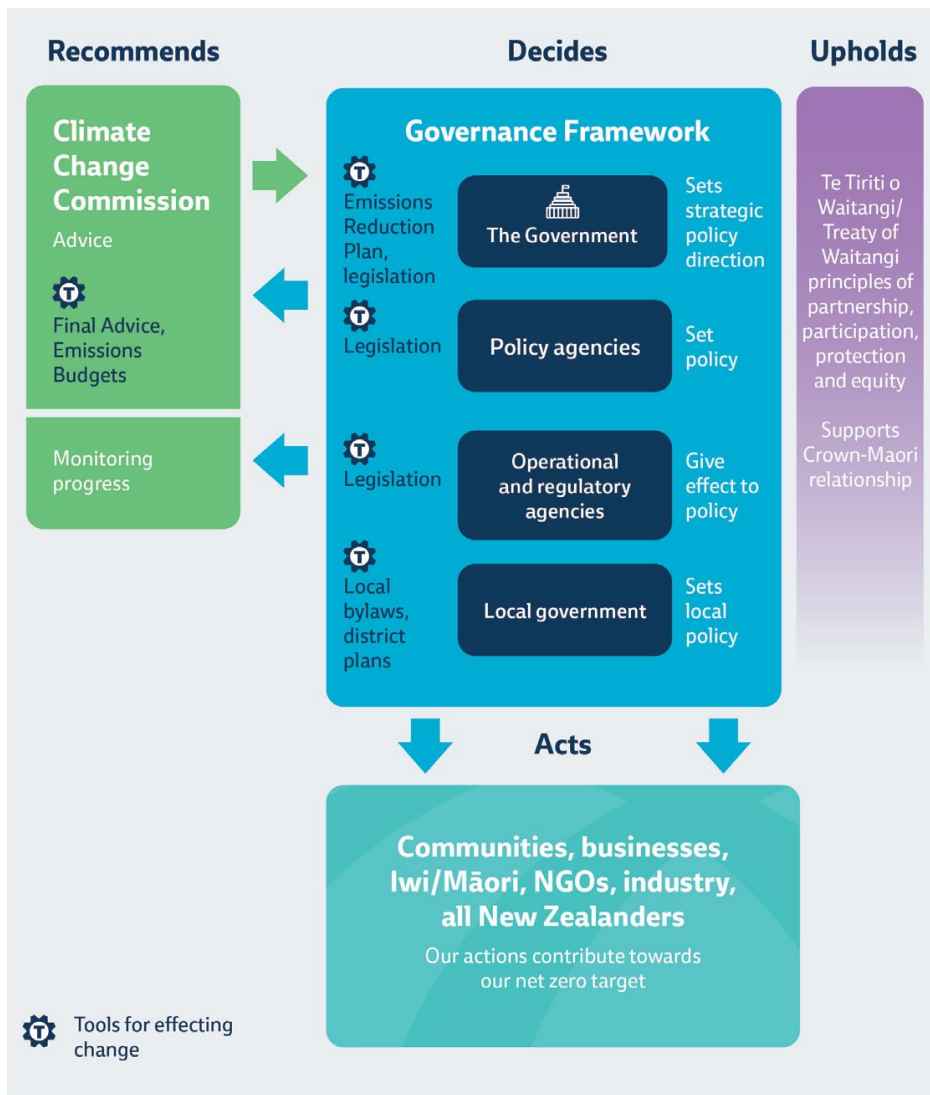 Recommends
Decides
Upholds
Climate
Change
Commission
Advice
T
Final Advice,
Emissions
Budgets
Monitoring
progress
Governance Framework
T
Emissions
Reduction
Plan,
legislation
The Government
Sets
strategic
policy
direction
T
Legislation
Policy agencies
Set
policy
T
Legislation
Operational
and regulatory
agencies
Give
effect to
policy
T
Local
bylaws,
district
plans
Local government
Sets
local
policy
Te Tiriti o
Waitangi/
Treaty of
Waitangi
principles of
partnership,
participation,
protection
and equity
Supports
Crown-Maori
relationship
Acts
Communities, businesses,
Iwi/Māori, NGOs, industry,
all New Zealanders
Our actions contribute towards
our net zero target
T
Tools for effecting
change